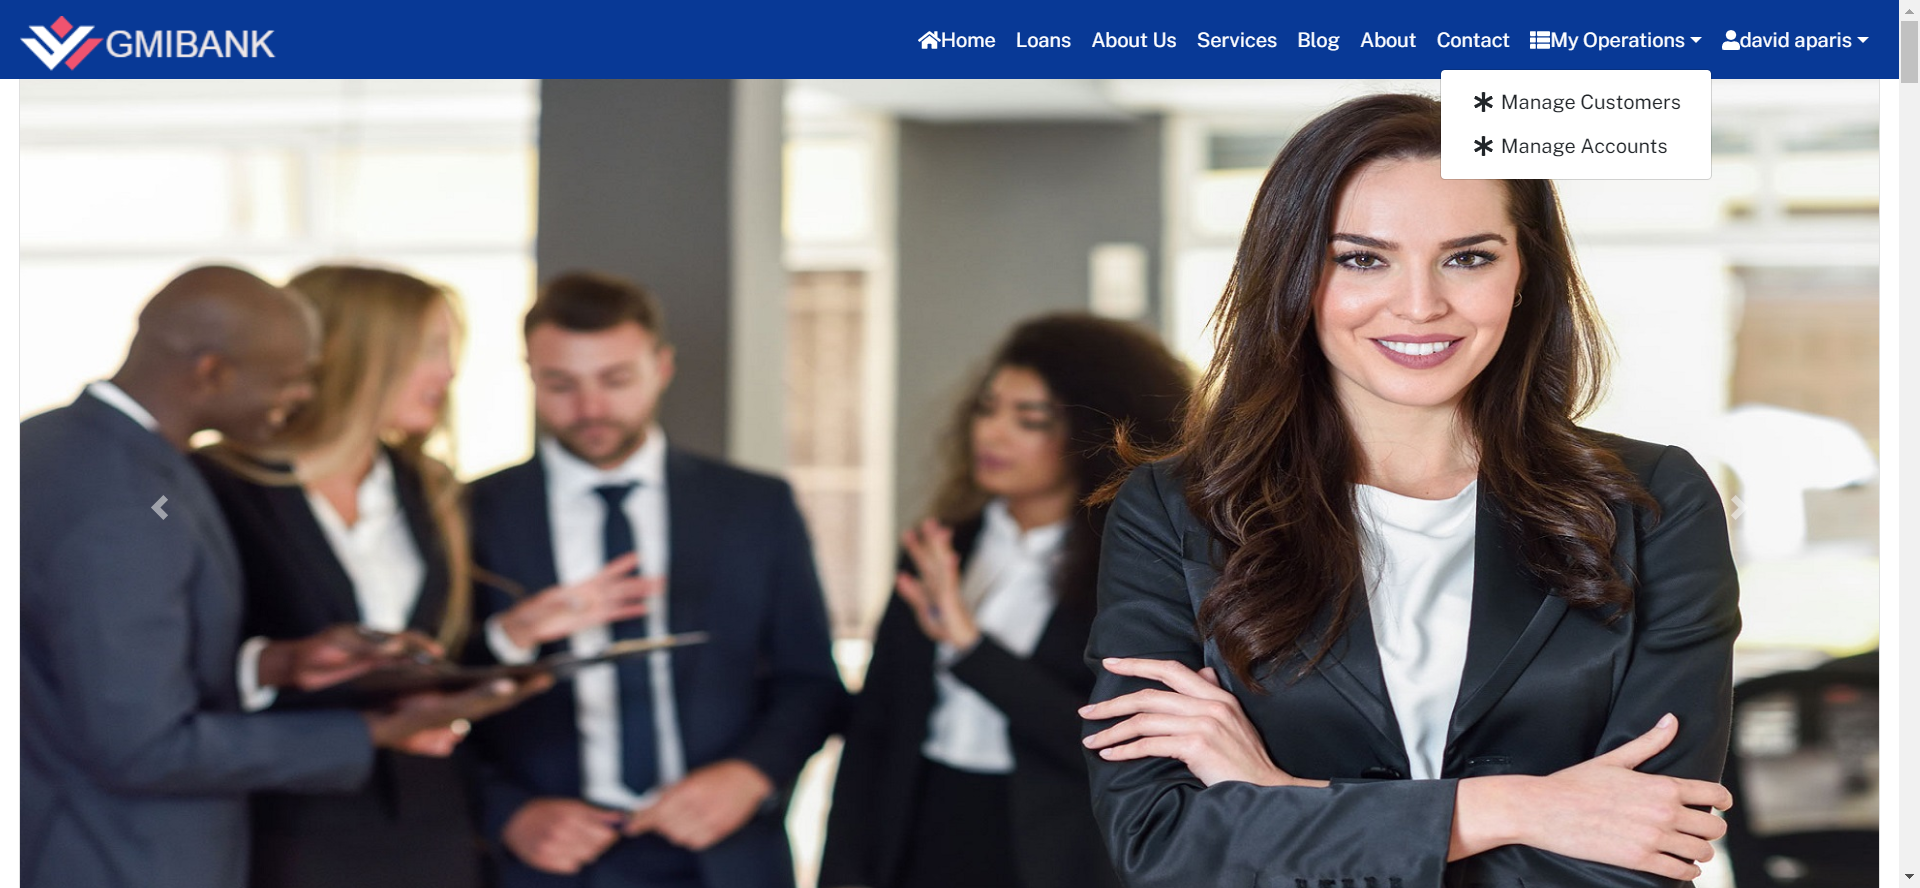 GMIBANK
Home Loans About Us Services Blog About Contact My Operations david aparis
Manage Customers
Manage Accounts